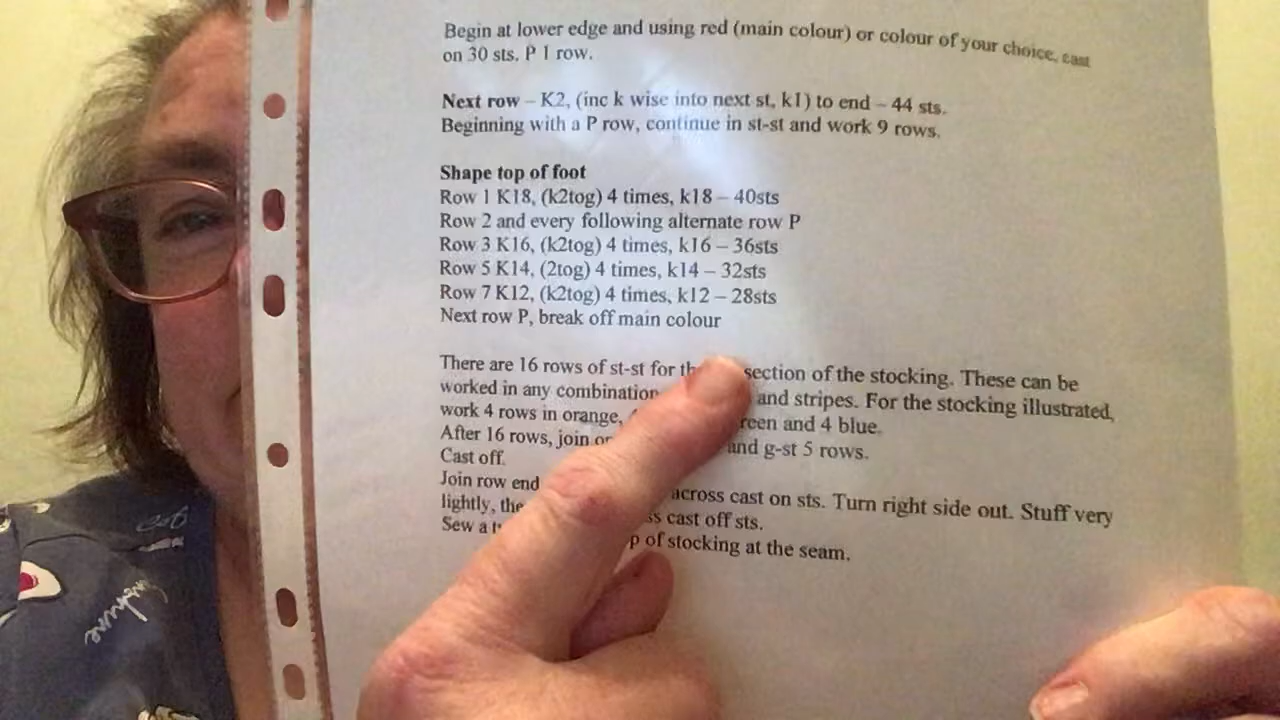 Begin at lower edge and using red (main colour) or colour of your choice, cast
on 30 sts. P 1 row.
Next row – K2, (inc k wise into next st, k1) to end – 44 sts.
Beginning with a P row, continue in st-st and work 9 rows.
Shape top of foot
Row 1 K18, (k2tog) 4 times, k18 – 40sts
Row 2 and every following alternate row P
Row 3 K16, (k2tog) 4 times, k16 – 36sts
Row 5 K14, (2tog) 4 times, k14 – 32sts
Row 7 K12, (k2tog) 4 times, k12 – 28sts
Next row P, break off main colour
There are 16 rows of st-st for section of the stocking. These can be
worked in any combination and stripes. For the stocking illustrated,
work 4 rows in orange, and 4 blue.
After 16 rows, join and g-st 5 rows.
Cast off.
Join row end across cast on sts. Turn right side out. Stuff very
lightly, cast off sts.
Sew a of stocking at the seam.